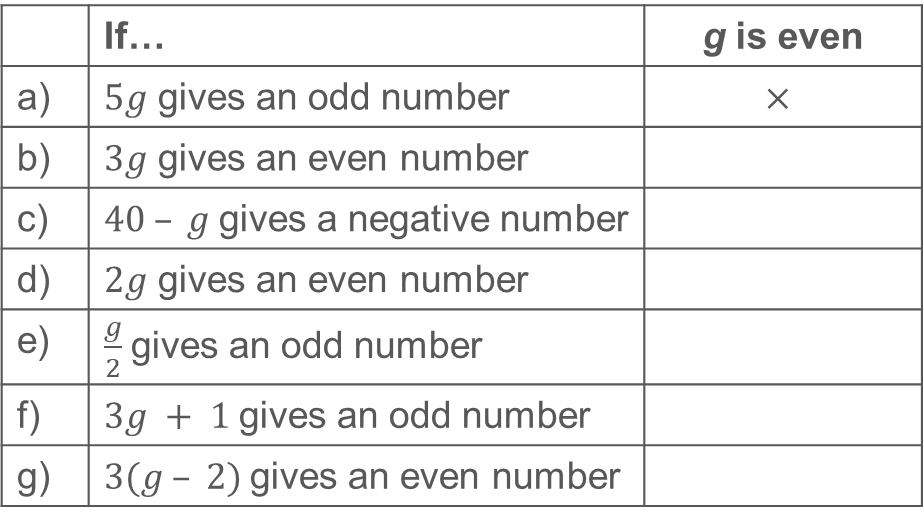 If… g is even
a) 5g gives an odd number ×
b) 3g gives an even number
c) 40 – g gives a negative number
d) 2g gives an even number
e) g/2 gives an odd number
f) 3g + 1 gives an odd number
g) 3(g – 2) gives an even number